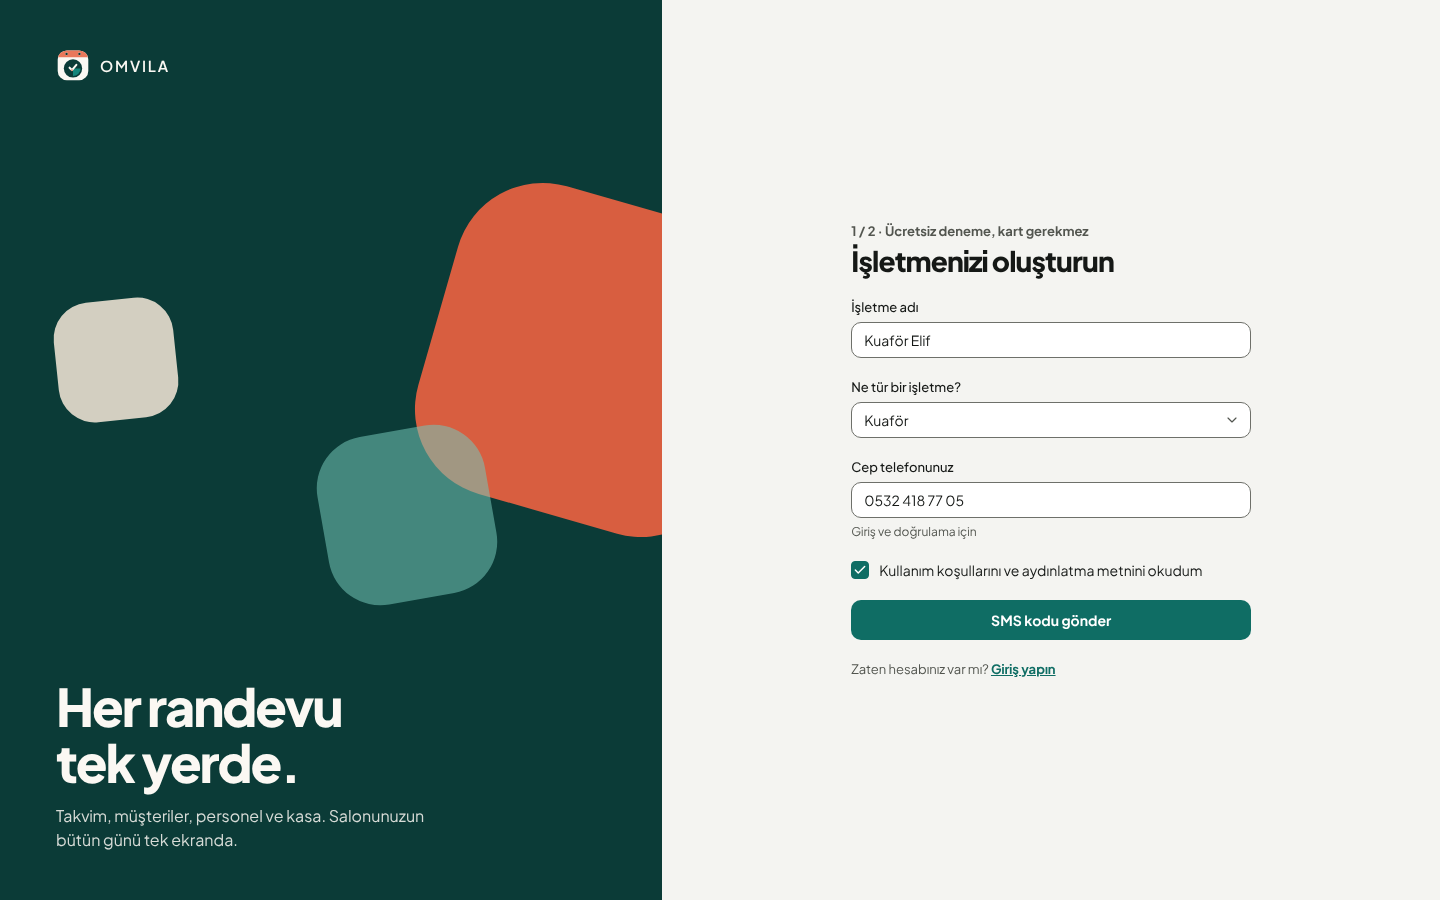 OMVILA
Her randevu
tek yerde.
Takvim, müşteriler, personel ve kasa. Salonunuzun
bütün günü tek ekranda.
1 / 2 · Ücretsiz deneme, kart gerekmez
İşletmenizi oluşturun
İşletme adı
Kuaför Elif
Ne tür bir işletme?
Kuaför
Cep telefonunuz
0532 418 77 05
Giriş ve doğrulama için
Kullanım koşullarını ve aydınlatma metnini okudum
SMS kodu gönder
Zaten hesabınız var mı? Giriş yapın